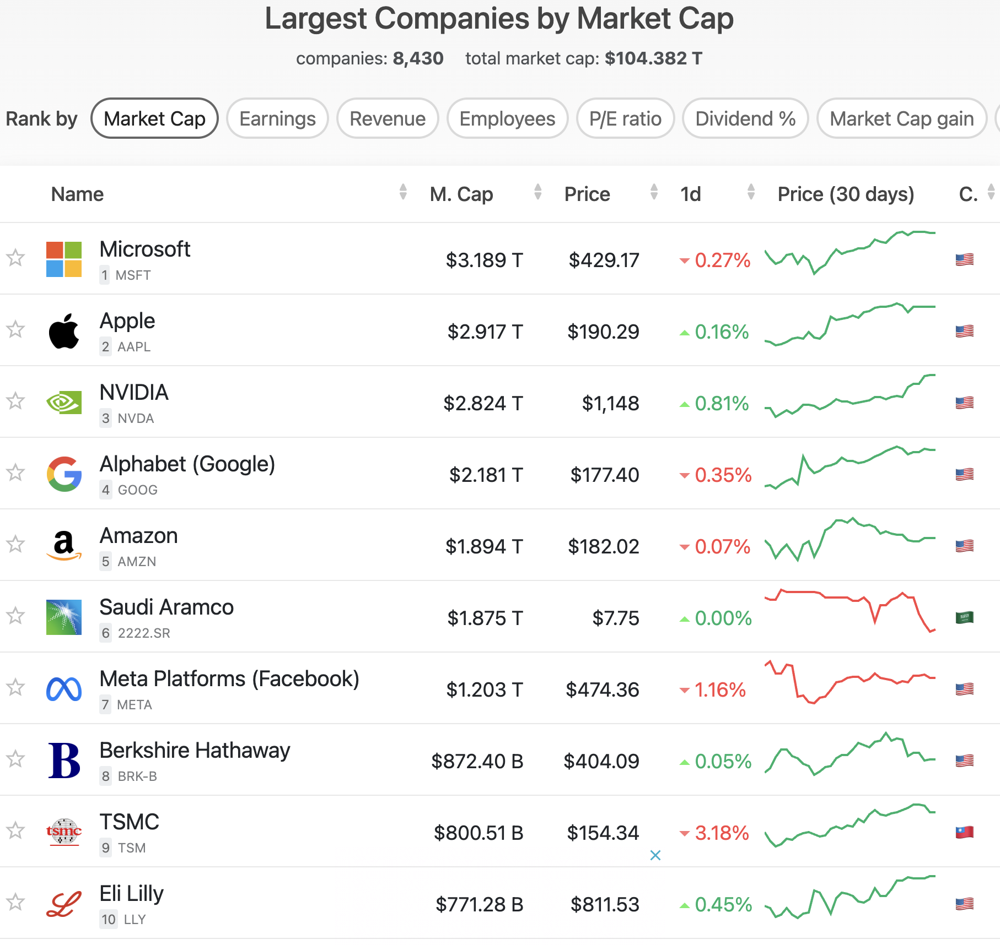 Largest Companies by Market Cap
companies: 8,430 total market cap: $104.382 T
Rank by Market Cap Earnings Revenue Employees P/E ratio Dividend % Market Cap gain
Name M. Cap Price 1d Price (30 days) C.
Microsoft
1 MSFT
$3.189 T $429.17 0.27%
Apple
2 AAPL
$2.917 T $190.29 0.16%
NVIDIA
3 NVDA
$2.824 T $1,148 0.81%
Alphabet (Google)
4 GOOG
$2.181 T $177.40 0.35%
a
Amazon
5 AMZN
$1.894 T $182.02 0.07%
Saudi Aramco
6 2222.SR
$1.875 T $7.75 0.00%
Meta Platforms (Facebook)
7 META
$1.203 T $474.36 1.16%
B
Berkshire Hathaway
8 BRK-B
$872.40 B $404.09 0.05%
tsmc
TSMC
9 TSM
$800.51 B $154.34 3.18%
Eli Lilly
10 LLY
$771.28 B $811.53 0.45%